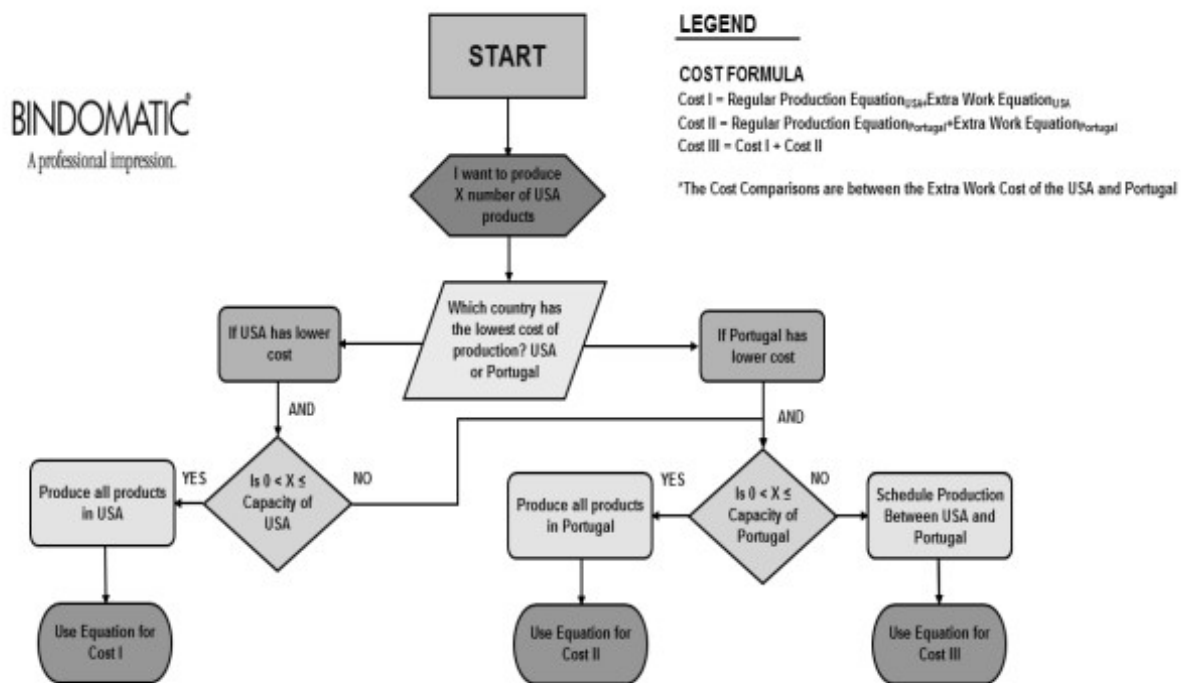 START
LEGEND
COST FORMULA
Cost I = Regular Production EquationUSA+Extra Work EquationUSA
Cost II = Regular Production EquationPortugal+Extra Work EquationPortugal
Cost III = Cost I + Cost II
*The Cost Comparisons are between the Extra Work Cost of the USA and Portugal
BINDOMATIC®
A professional impression.
I want to produce
X number of USA
products
Which country has
the lowest cost of
production? USA
or Portugal
If USA has lower
cost
If Portugal has
lower cost
AND
AND
Is 0 < X ≤
Capacity of
USA
YES
NO
Produce all products
in USA
Is 0 < X ≤
Capacity of
Portugal
YES
NO
Produce all products
in Portugal
Schedule Production
Between USA and
Portugal
Use Equation for
Cost I
Use Equation for
Cost II
Use Equation for
Cost III